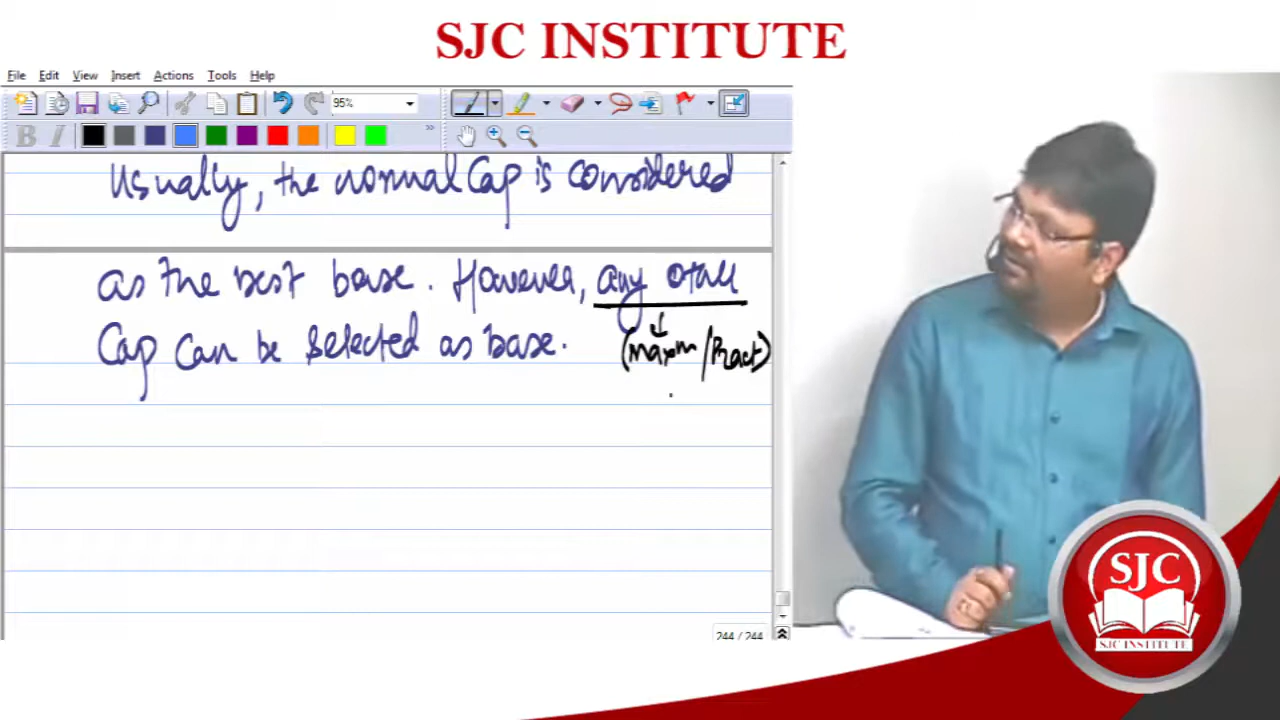 SJC INSTITUTE
File Edit View Insert Actions Tools Help
95%
B I
Usually, the normal Cap is considered
as the best base. However, any other
Cap can be selected as base.
(maxm/Pract)
244 / 244
SJC
SJC INSTITUTE